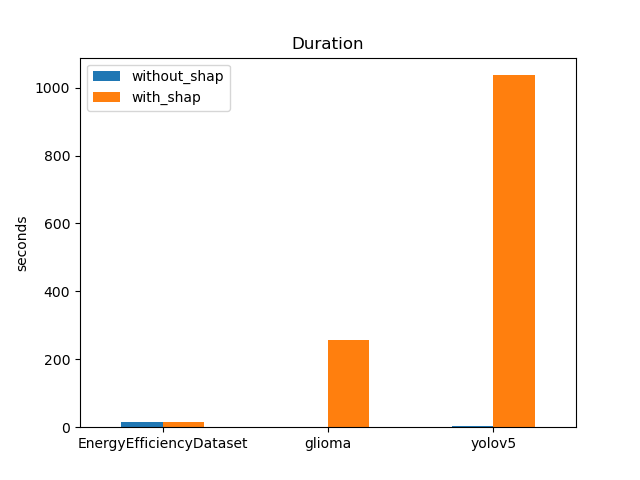 Duration
without_shap
with_shap
1000
800
600
400
200
0
seconds
EnergyEfficiencyDataset
glioma
yolov5